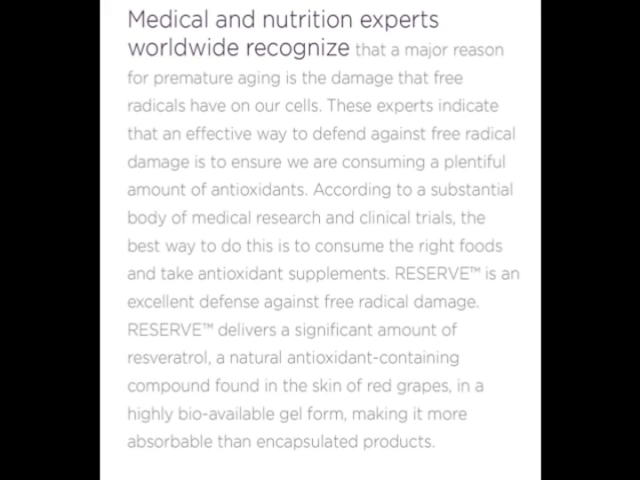 Medical and nutrition experts
worldwide recognize that a major reason
for premature aging is the damage that free
radicals have on our cells. These experts indicate
that an effective way to defend against free radical
damage is to ensure we are consuming a plentiful
amount of antioxidants. According to a substantial
body of medical research and clinical trials, the
best way to do this is to consume the right foods
and take antioxidant supplements. RESERVE™ is an
excellent defense against free radical damage.
RESERVE™ delivers a significant amount of
resveratrol, a natural antioxidant-containing
compound found in the skin of red grapes, in a
highly bio-available gel form, making it more
absorbable than encapsulated products.